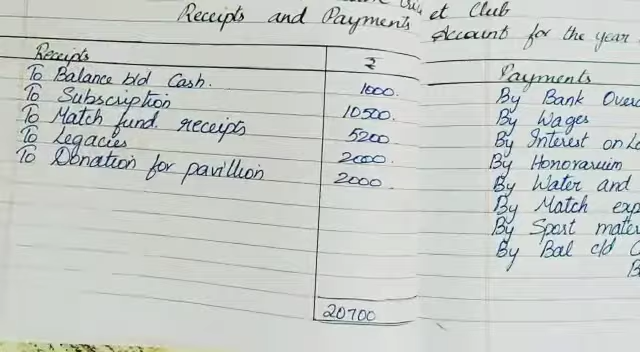 et Club
Receipts and Payments Account for the year
Receipts ₹
To Balance b/d Cash. 1000.
To Subscription 10500.
To Match fund receipts 5200
To Legacies 2000.
To Donation for pavillion 2000.
20700
Payments
By Bank Over
By Wages
By Interest on Lo
By Honorarium
By Water and
By Match exp
By Sport mate
By Bal c/d